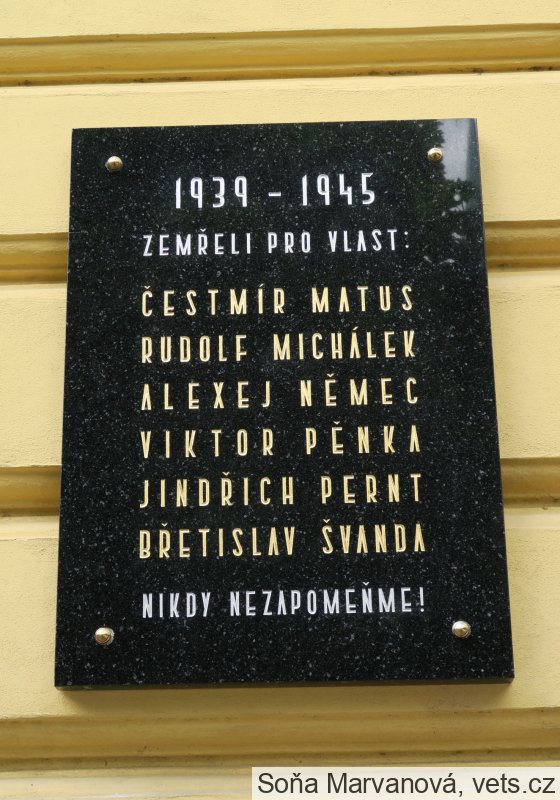 1939 - 1945
ZEMŘELI PRO VLAST:
ČESTMÍR MATUS
RUDOLF MICHÁLEK
ALEXEJ NĚMEC
VIKTOR PĚNKA
JINDŘICH PERNT
BŘETISLAV ŠVANDA
NIKDY NEZAPOMEŇME!
Soňa Marvanová, vets.cz